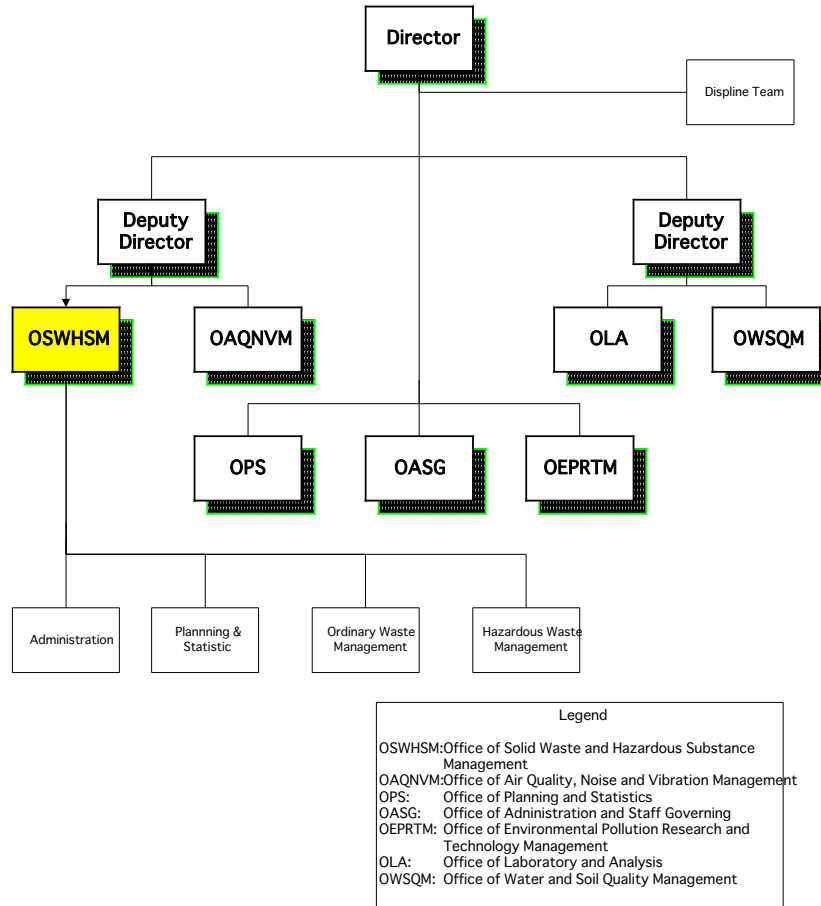 Director
Displine Team
Deputy
Director
Deputy
Director
OSWHSM
OAQNVM
OLA
OWSQM
OPS
OASG
OEPRTM
Administration
Plannning &
Statistic
Ordinary Waste
Management
Hazardous Waste
Management
Legend
OSWHSM:Office of Solid Waste and Hazardous Substance
Management
OAQNVM:Office of Air Quality, Noise and Vibration Management
OPS: Office of Planning and Statistics
OASG: Office of Adninistration and Staff Governing
OEPRTM: Office of Environmental Pollution Research and
Technology Management
OLA: Office of Laboratory and Analysis
OWSQM: Office of Water and Soil Quality Management